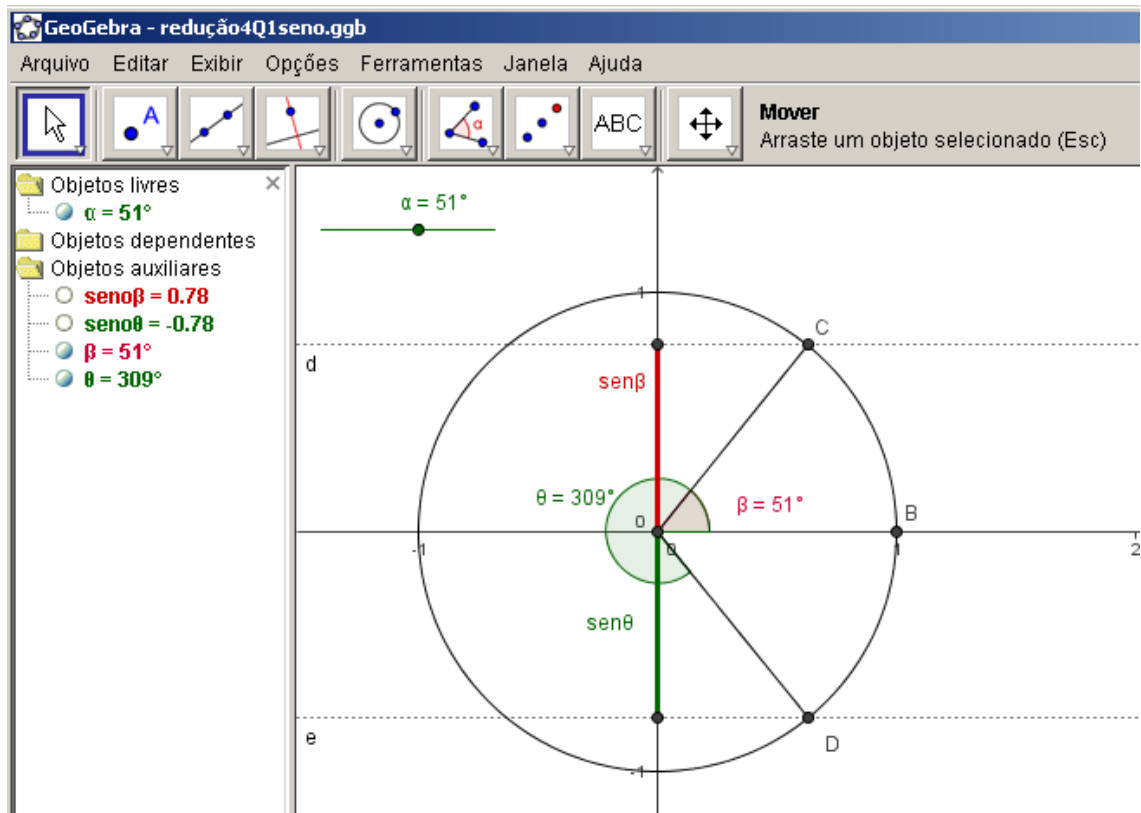 GeoGebra - redução4Q1seno.ggb
Arquivo Editar Exibir Opções Ferramentas Janela Ajuda
A
α
ABC
Mover
Arraste um objeto selecionado (Esc)
Objetos livres
α = 51°
Objetos dependentes
Objetos auxiliares
senoβ = 0.78
senoθ = -0.78
β = 51°
θ = 309°
α = 51°
1
C
d
senβ
θ = 309°
β = 51°
B
O
-1
0
1
2
senθ
e
D
-1